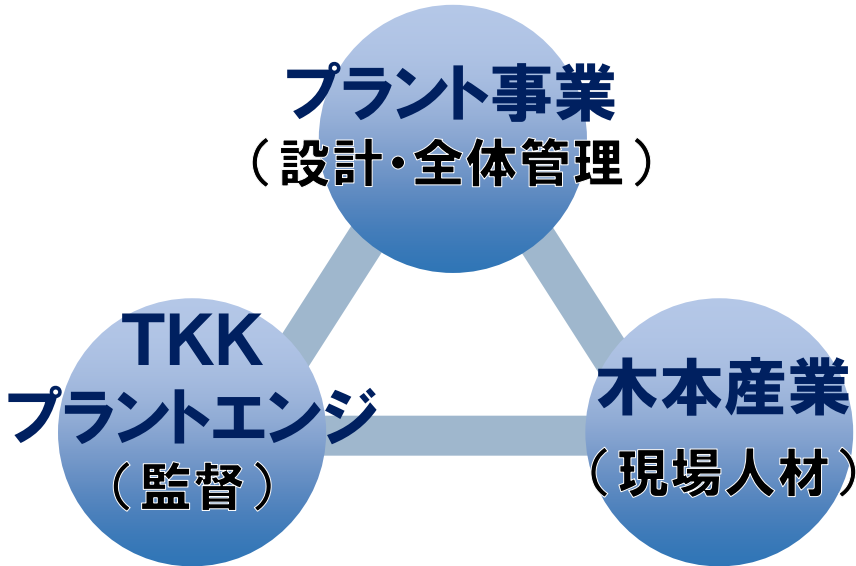 プラント事業
（設計・全体管理）
TKK
プラントエンジ
（監督）
木本産業
（現場人材）